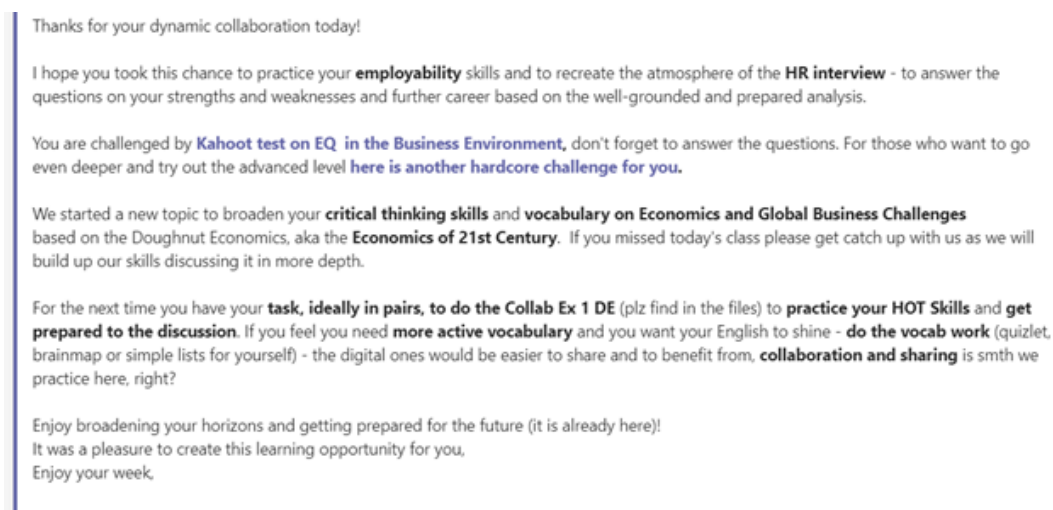 Thanks for your dynamic collaboration today!
I hope you took this chance to practice your employability skills and to recreate the atmosphere of the HR interview - to answer the
questions on your strengths and weaknesses and further career based on the well-grounded and prepared analysis.
You are challenged by Kahoot test on EQ in the Business Environment, don't forget to answer the questions. For those who want to go
even deeper and try out the advanced level here is another hardcore challenge for you.
We started a new topic to broaden your critical thinking skills and vocabulary on Economics and Global Business Challenges
based on the Doughnut Economics, aka the Economics of 21st Century. If you missed today's class please get catch up with us as we will
build up our skills discussing it in more depth.
For the next time you have your task, ideally in pairs, to do the Collab Ex 1 DE (plz find in the files) to practice your HOT Skills and get
prepared to the discussion. If you feel you need more active vocabulary and you want your English to shine - do the vocab work (quizlet,
brainmap or simple lists for yourself) - the digital ones would be easier to share and to benefit from, collaboration and sharing is smth we
practice here, right?
Enjoy broadening your horizons and getting prepared for the future (it is already here)!
It was a pleasure to create this learning opportunity for you,
Enjoy your week,